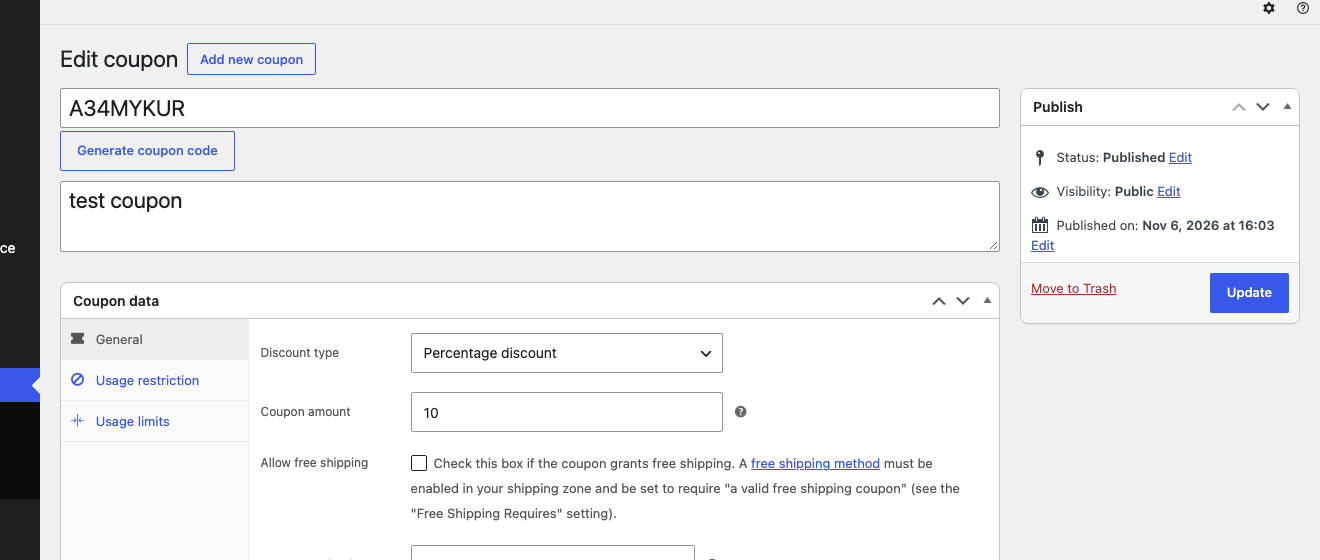 Edit coupon
Add new coupon
A34MYKUR
Generate coupon code
test coupon
ce
Publish
Status: Published Edit
Visibility: Public Edit
Published on: Nov 6, 2026 at 16:03
Edit
Move to Trash
Update
Coupon data
General
Usage restriction
Usage limits
Discount type
Percentage discount
Coupon amount
10
Allow free shipping
Check this box if the coupon grants free shipping. A free shipping method must be
enabled in your shipping zone and be set to require "a valid free shipping coupon" (see the
"Free Shipping Requires" setting).